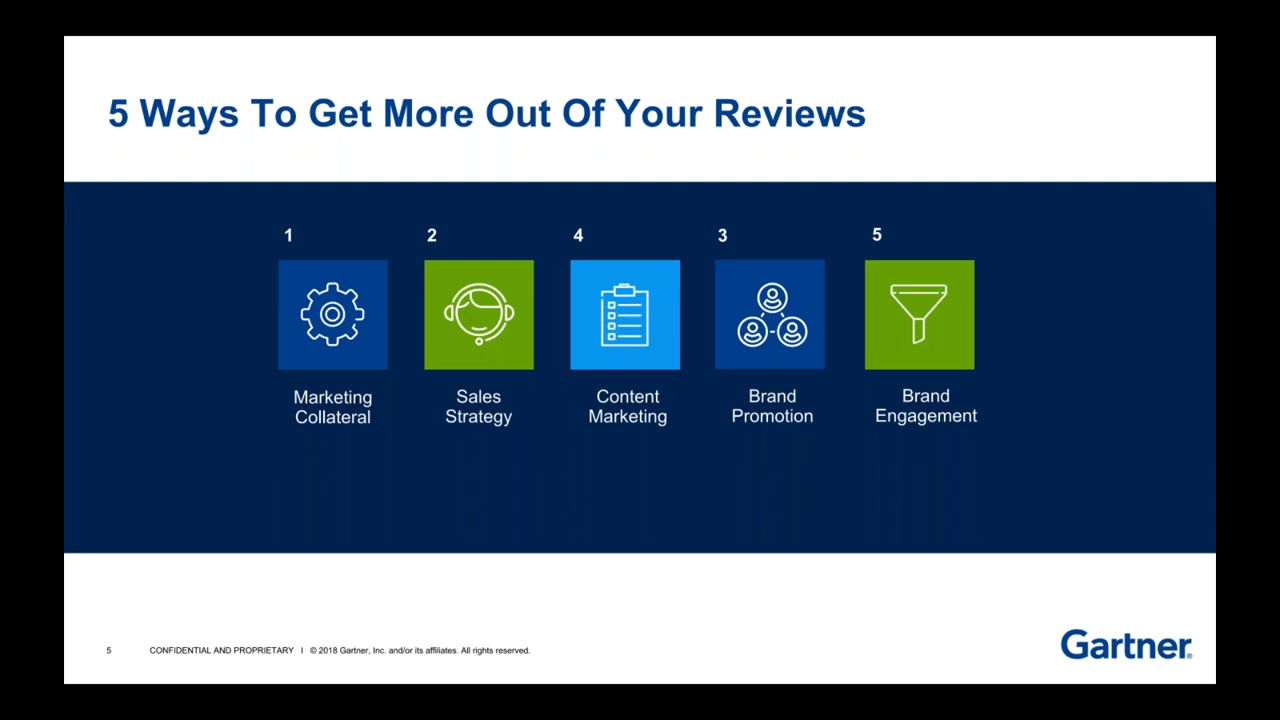 5 Ways To Get More Out Of Your Reviews
1 2 4 3 5
Marketing Collateral
Sales Strategy
Content Marketing
Brand Promotion
Brand Engagement
5 CONFIDENTIAL AND PROPRIETARY I © 2018 Gartner, Inc. and/or its affiliates. All rights reserved.
Gartner®